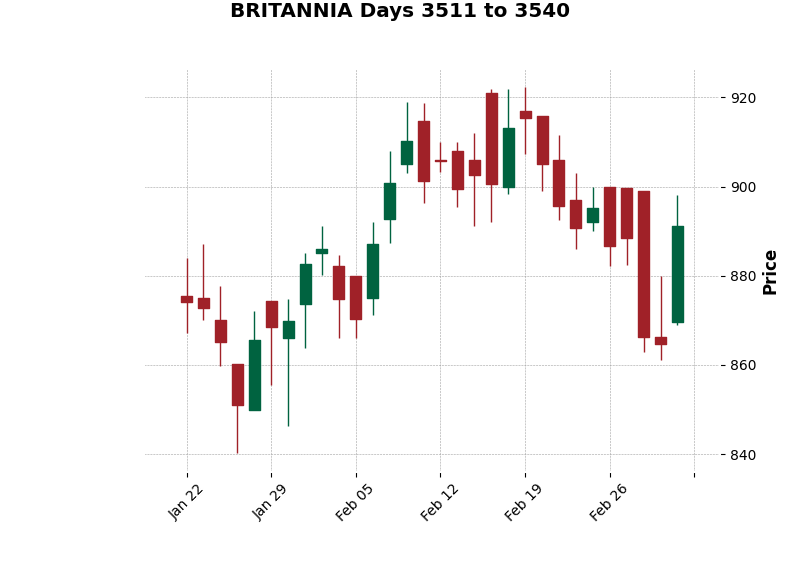 BRITANNIA Days 3511 to 3540
920
900
880
860
840
Price
Jan 22
Jan 29
Feb 05
Feb 12
Feb 19
Feb 26